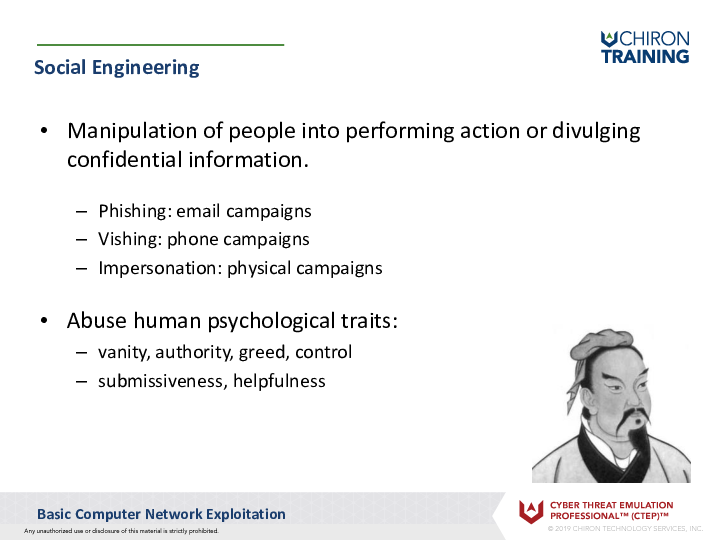 CHIRON
TRAINING
Social Engineering
• Manipulation of people into performing action or divulging
confidential information.
– Phishing: email campaigns
– Vishing: phone campaigns
– Impersonation: physical campaigns
• Abuse human psychological traits:
– vanity, authority, greed, control
– submissiveness, helpfulness
Basic Computer Network Exploitation
Any unauthorized use or disclosure of this material is strictly prohibited.
CYBER THREAT EMULATION
PROFESSIONAL™ (CTEP)™
© 2019 CHIRON TECHNOLOGY SERVICES, INC.